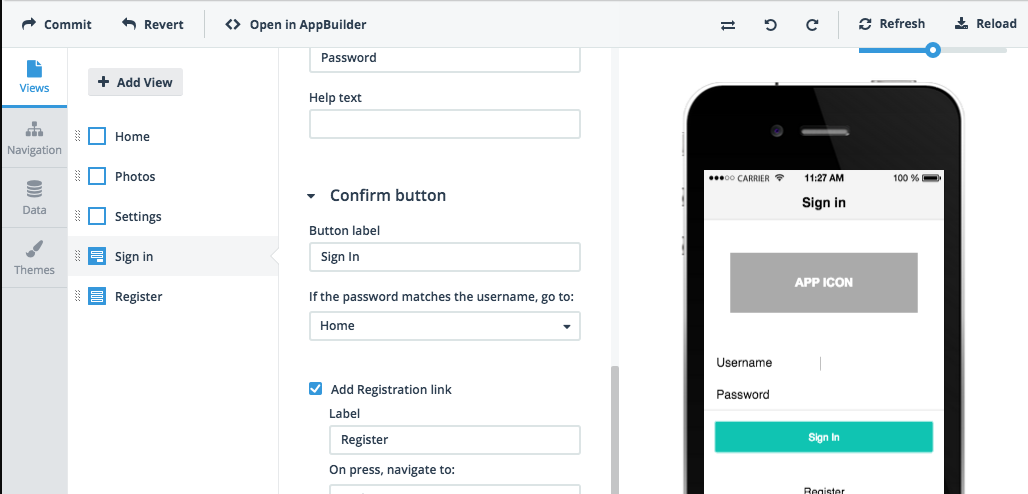 Commit
Revert
Open in AppBuilder
Refresh
Reload
Views
Navigation
Data
Themes
Add View
Home
Photos
Settings
Sign in
Register
Password
Help text
Confirm button
Button label
Sign In
If the password matches the username, go to:
Home
Add Registration link
Label
Register
On press, navigate to:
CARRIER 11:27 AM 100 %
Sign in
APP ICON
Username
Password
Sign In
Register